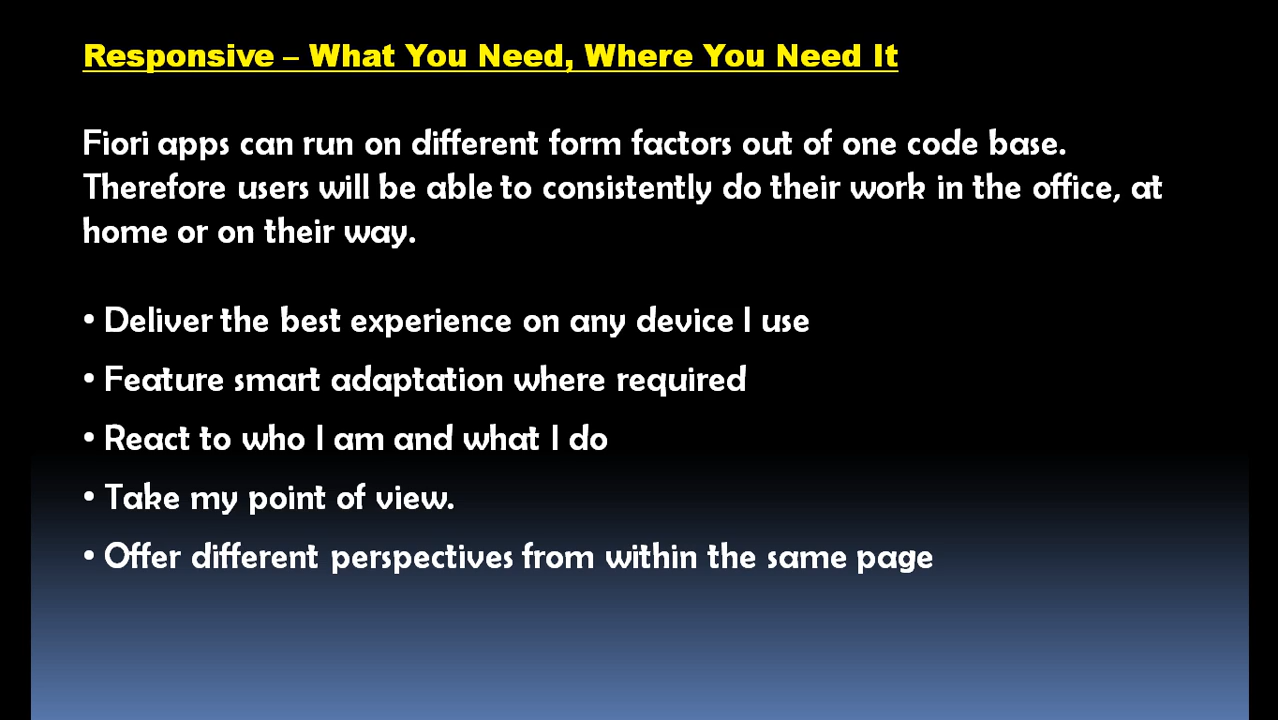 Responsive – What You Need, Where You Need It
Fiori apps can run on different form factors out of one code base.
Therefore users will be able to consistently do their work in the office, at
home or on their way.
• Deliver the best experience on any device I use
• Feature smart adaptation where required
• React to who I am and what I do
• Take my point of view.
• Offer different perspectives from within the same page